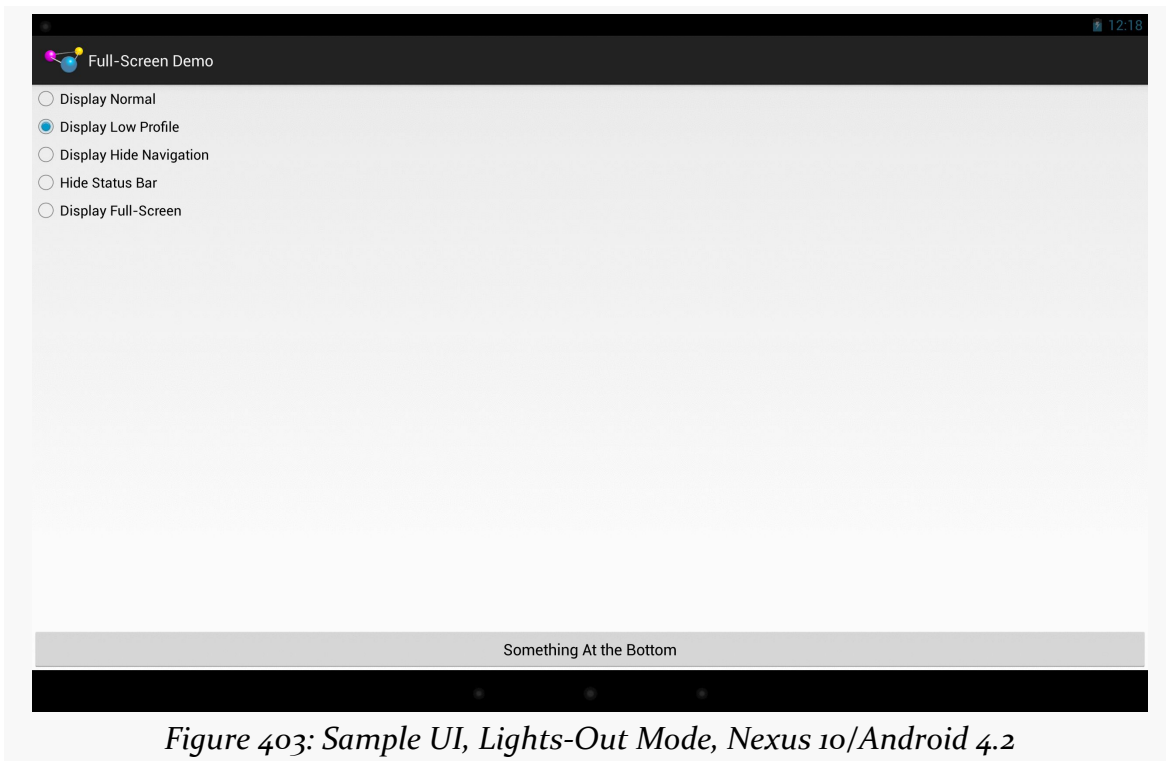 12:18
Full-Screen Demo
Display Normal
Display Low Profile
Display Hide Navigation
Hide Status Bar
Display Full-Screen
Something At the Bottom
Figure 403: Sample UI, Lights-Out Mode, Nexus 10/Android 4.2